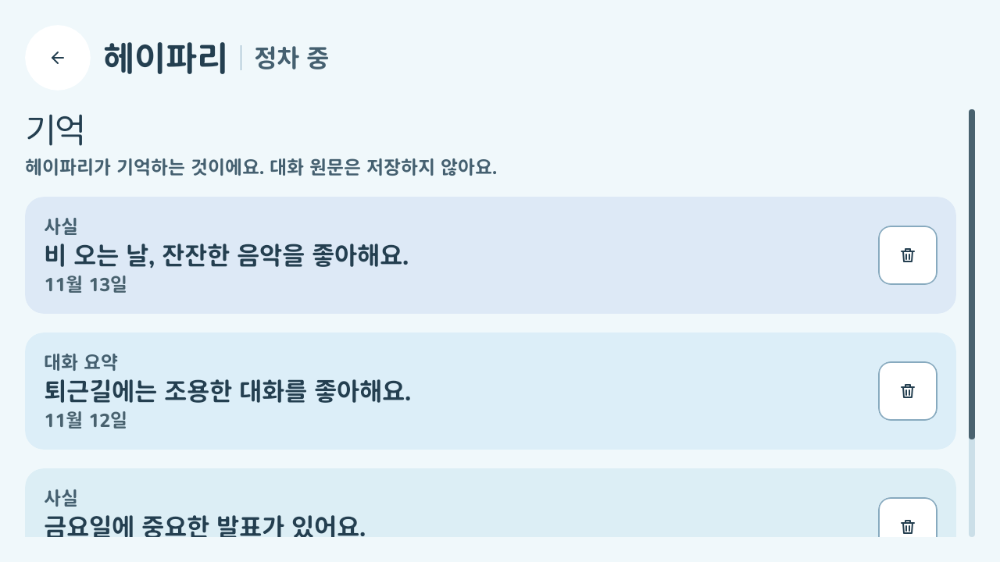 헤이파리 정차 중
기억
헤이파리가 기억하는 것이에요. 대화 원문은 저장하지 않아요.
사실
비 오는 날, 잔잔한 음악을 좋아해요.
11월 13일
대화 요약
퇴근길에는 조용한 대화를 좋아해요.
11월 12일
사실
금요일에 중요한 발표가 있어요.